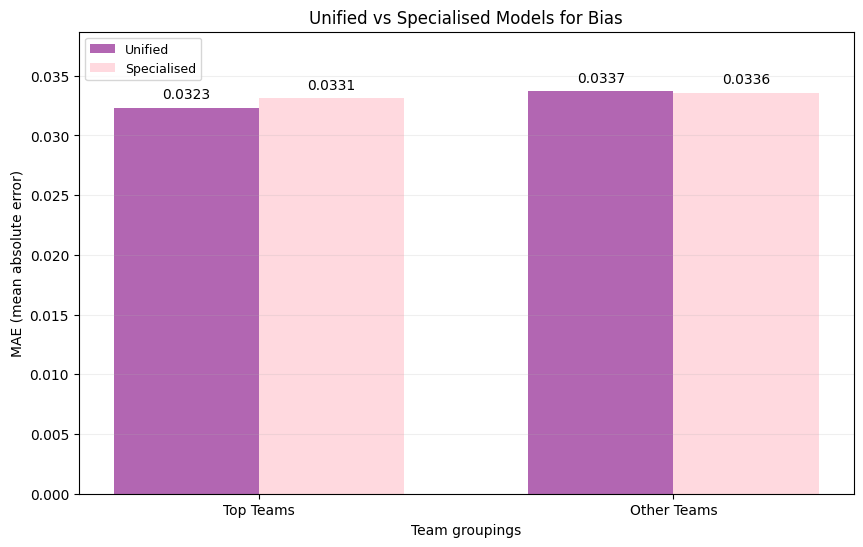 Unified vs Specialised Models for Bias
Unified
Specialised
0.0323
0.0331
0.0337
0.0336
MAE (mean absolute error)
0.035
0.030
0.025
0.020
0.015
0.010
0.005
0.000
Top Teams
Other Teams
Team groupings